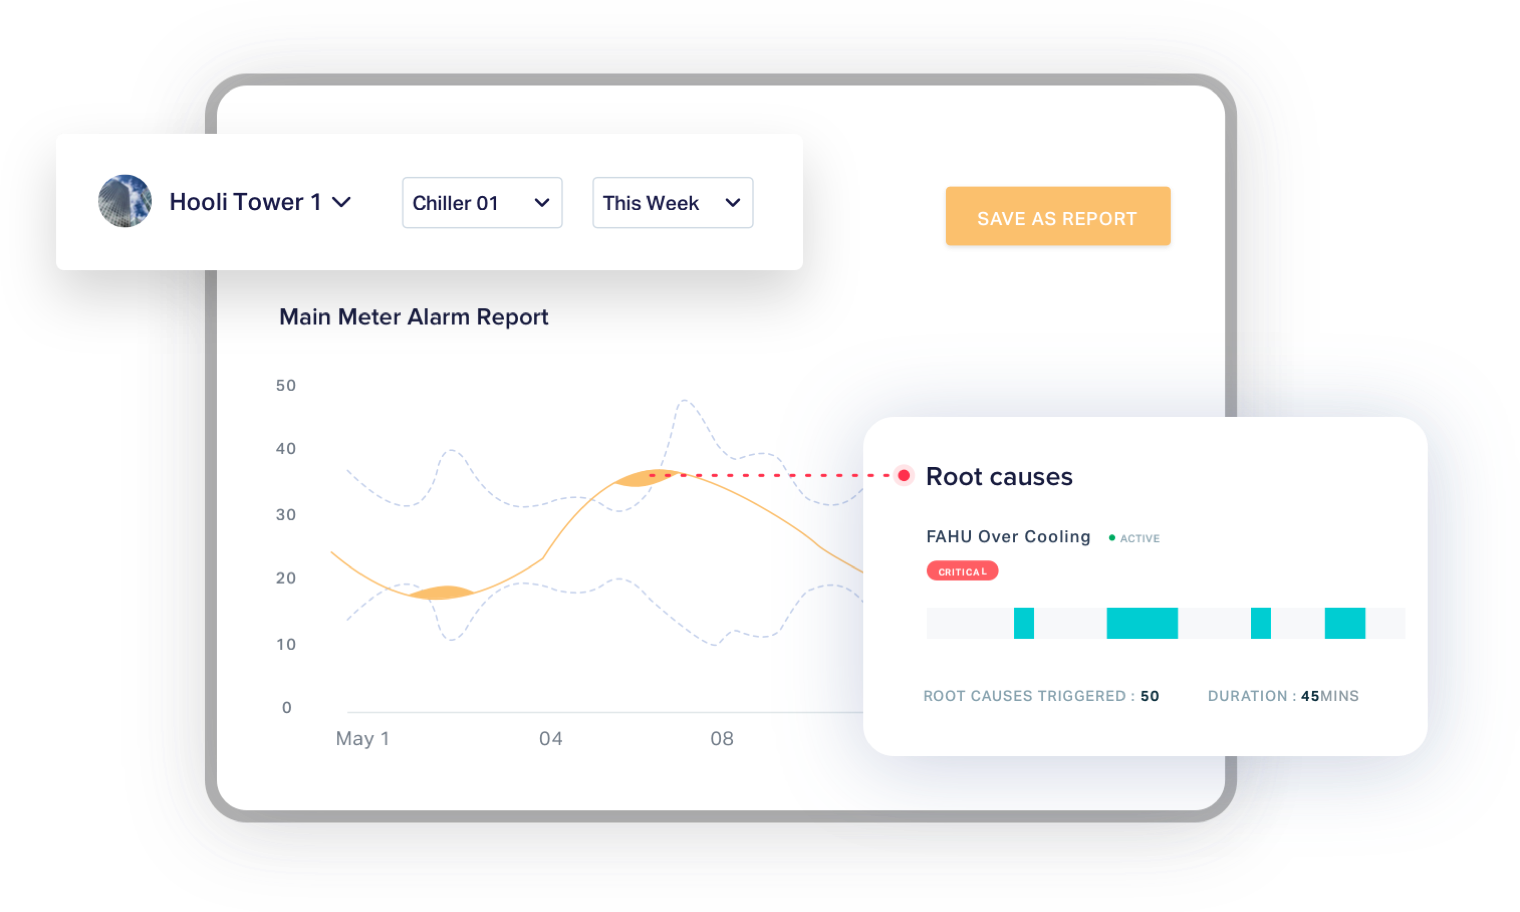 Hooli Tower 1
Chiller 01
This Week
SAVE AS REPORT
Main Meter Alarm Report
50
40
30
20
10
0
May 1
04
08
Root causes
FAHU Over Cooling
ACTIVE
CRITICAL
ROOT CAUSES TRIGGERED : 50
DURATION : 45MINS